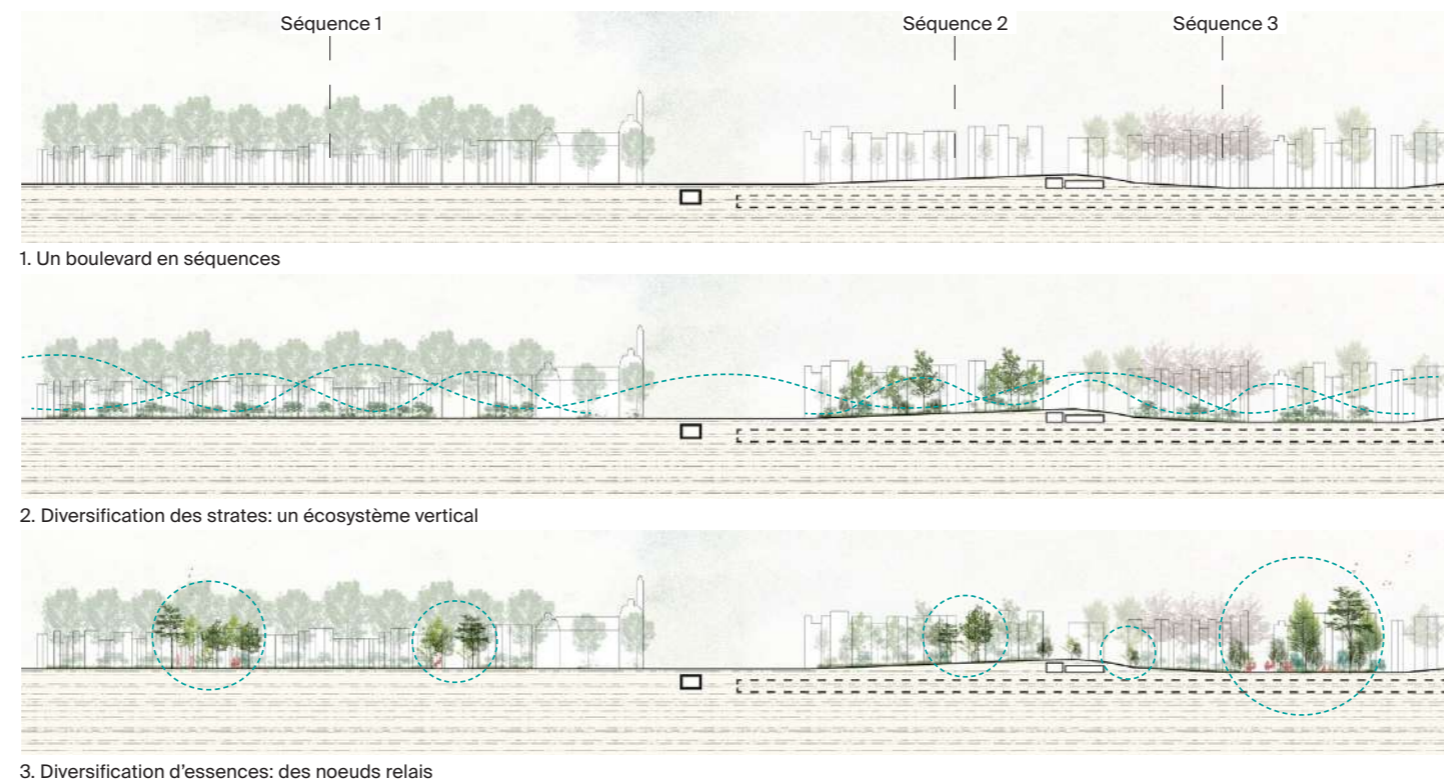 Séquence 1
Séquence 2
Séquence 3
1. Un boulevard en séquences
2. Diversification des strates: un écosystème vertical
3. Diversification d'essences: des noeuds relais